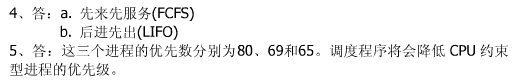 4、答：a. 先来先服务(FCFS)
b. 后进先出(LIFO)
5、答：这三个进程的优先数分别为80、69和65。调度程序将会降低 CPU 约束
型进程的优先级。